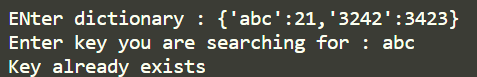 ENter dictionary : {'abc':21,'3242':3423}
Enter key you are searching for : abc
Key already exists